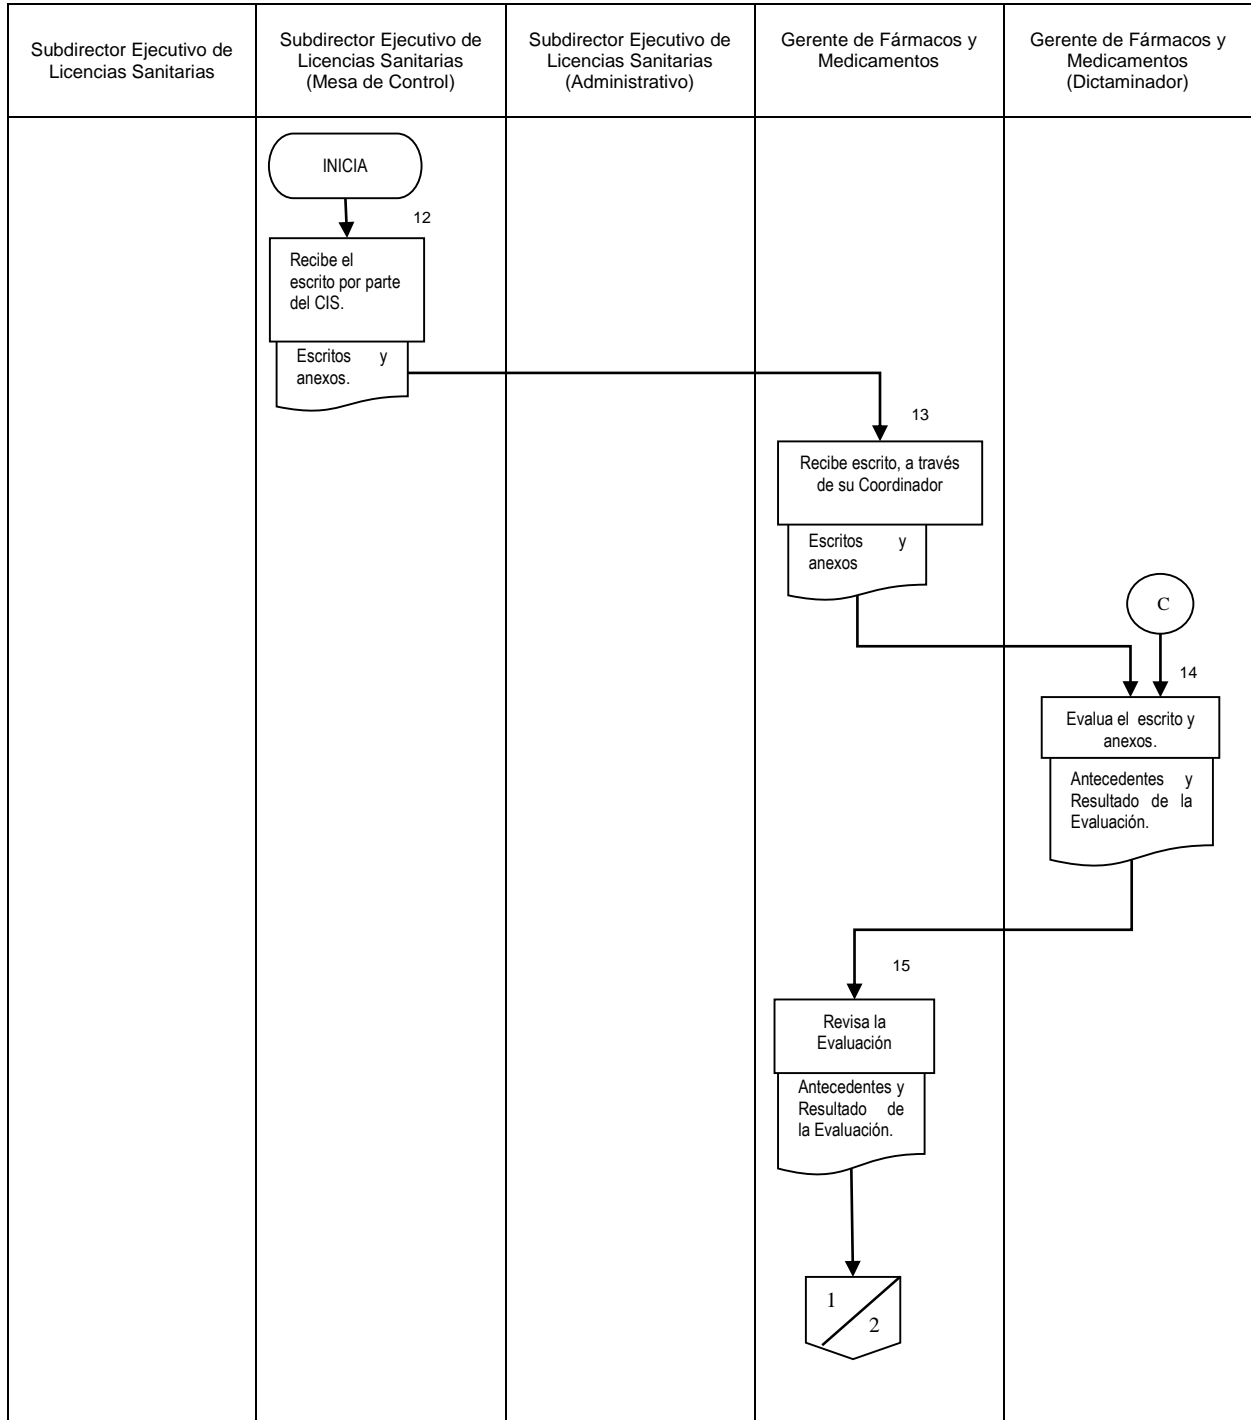 Subdirector Ejecutivo de
Licencias Sanitarias
Subdirector Ejecutivo de
Licencias Sanitarias
(Mesa de Control)
Subdirector Ejecutivo de
Licencias Sanitarias
(Administrativo)
Gerente de Fármacos y
Medicamentos
Gerente de Fármacos y
Medicamentos
(Dictaminador)
INICIA
12
Recibe el
escrito por parte
del CIS.
Escritos y
anexos.
13
Recibe escrito, a través
de su Coordinador
Escritos y
anexos
C
14
Evalua el escrito y
anexos.
Antecedentes y
Resultado de la
Evaluación.
15
Revisa la
Evaluación
Antecedentes y
Resultado de
la Evaluación.
1
2